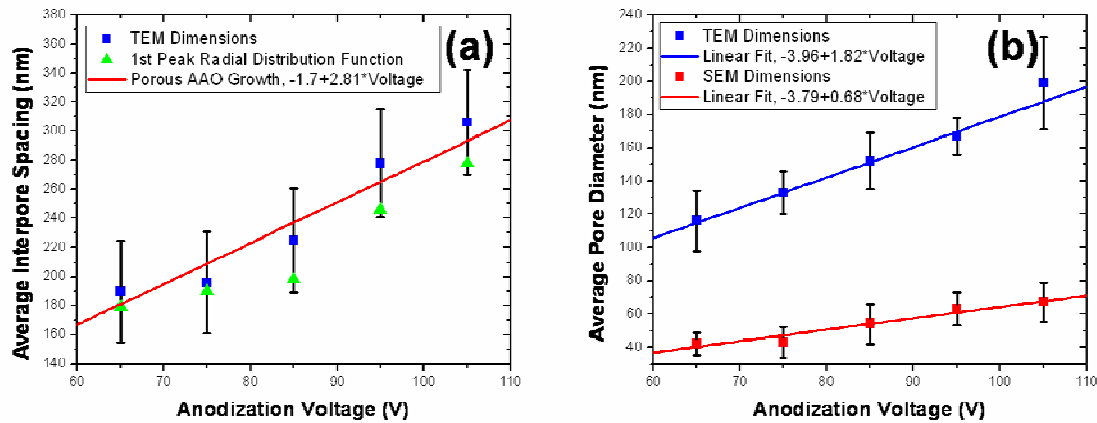 380
360
340
320
300
280
260
240
220
200
180
160
140
Average Interpore Spacing (nm)
TEM Dimensions
1st Peak Radial Distribution Function
Porous AAO Growth, -1.7+2.81*Voltage
(a)
60 70 80 90 100 110
Anodization Voltage (V)
240
220
200
180
160
140
120
100
80
60
40
Average Pore Diameter (nm)
TEM Dimensions
Linear Fit, -3.96+1.82*Voltage
SEM Dimensions
Linear Fit, -3.79+0.68*Voltage
(b)
60 70 80 90 100 110
Anodization Voltage (V)